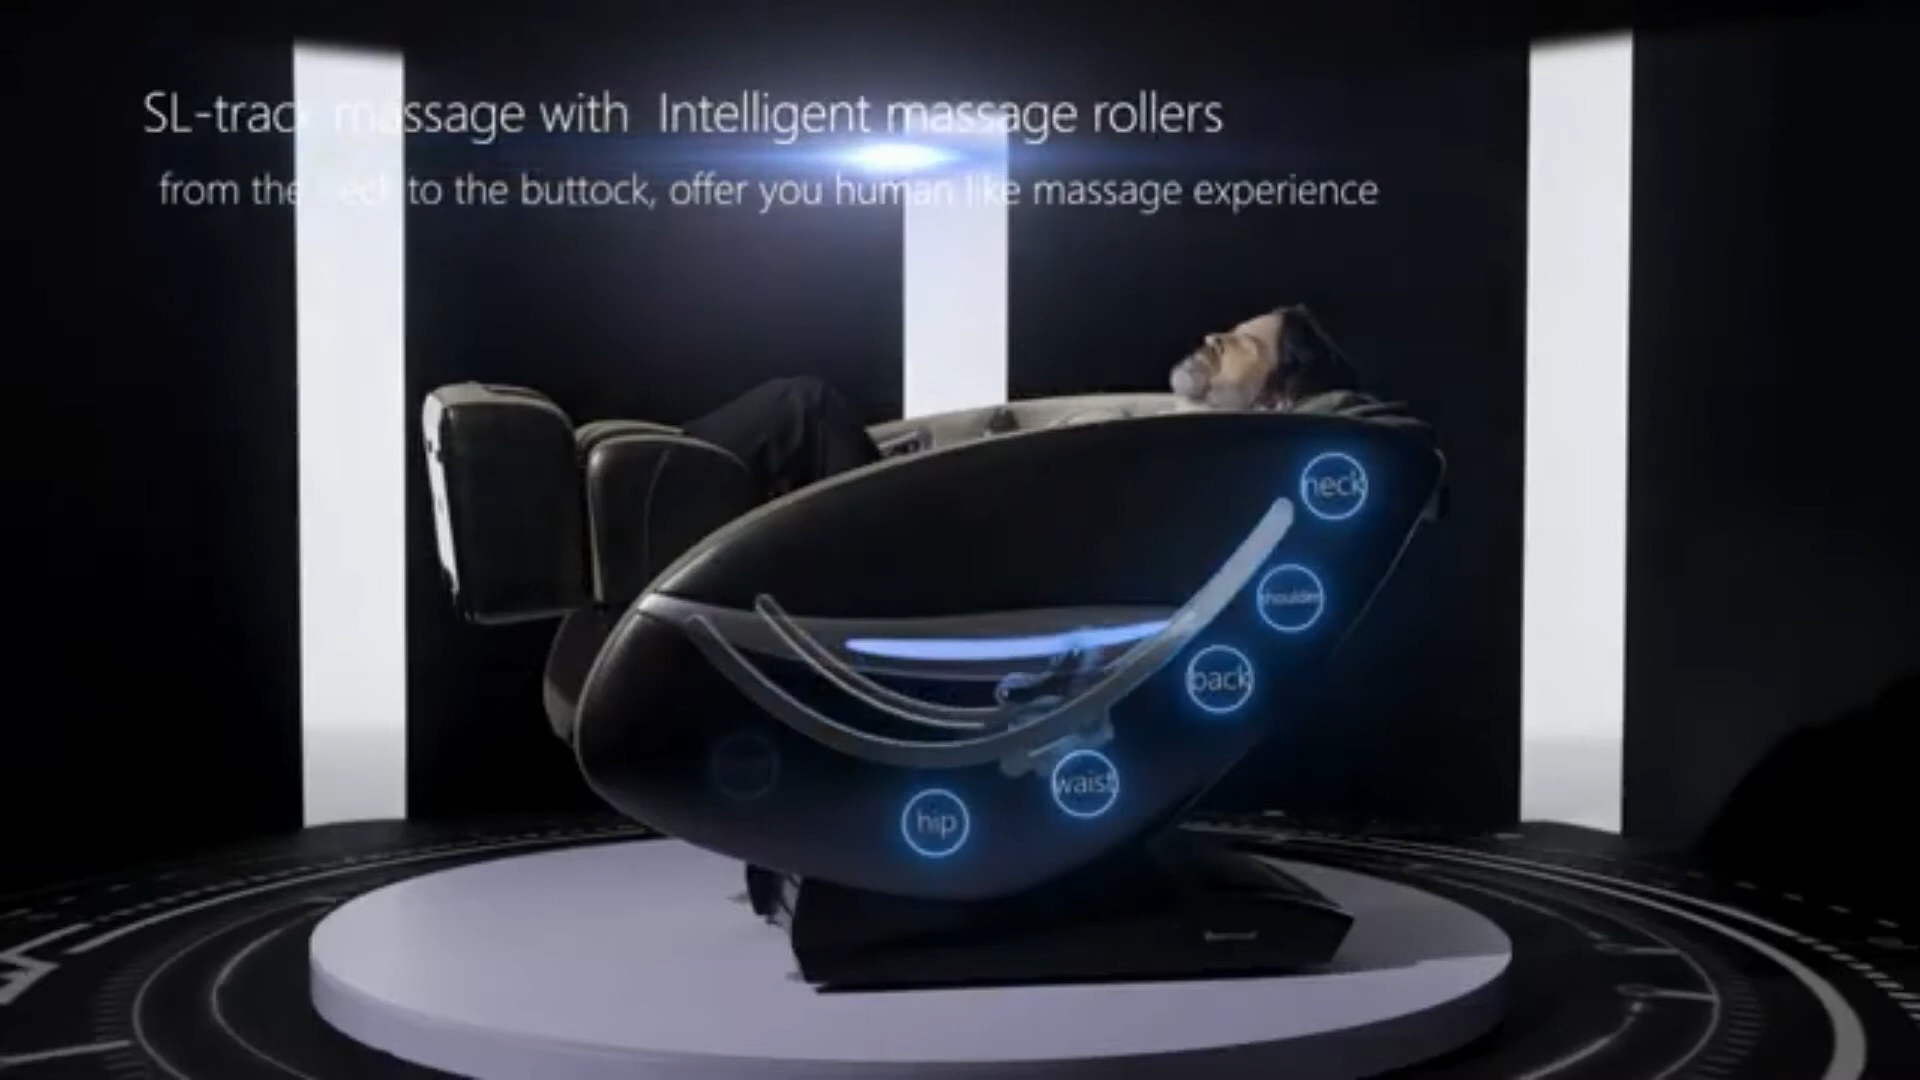 SL-track massage with Intelligent massage rollers
from the neck to the buttock, offer you human like massage experience
neck
shoulder
back
waist
hip